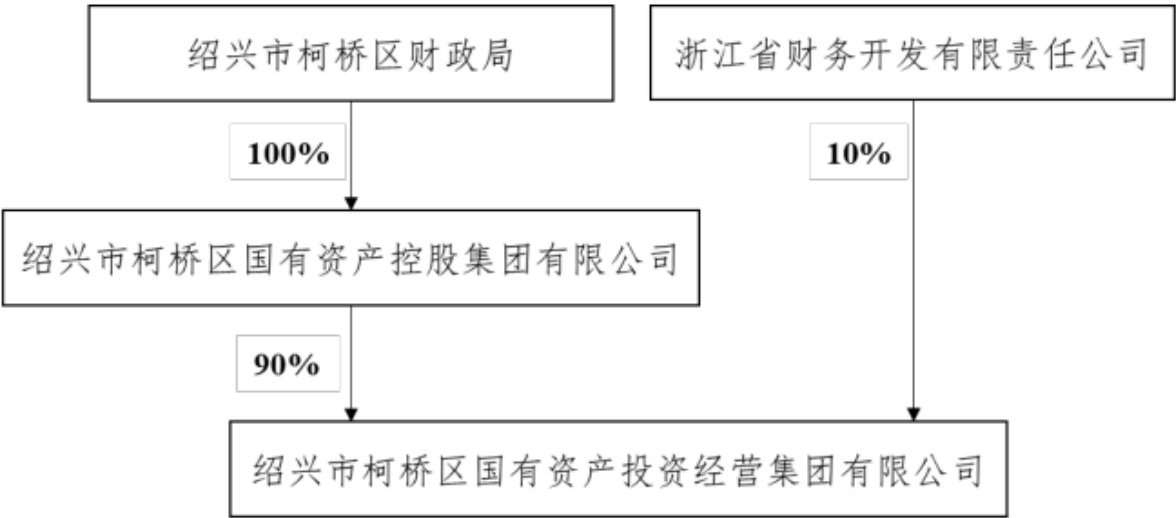 绍兴市柯桥区财政局
浙江省财务开发有限责任公司
100%
10%
绍兴市柯桥区国有资产控股集团有限公司
90%
绍兴市柯桥区国有资产投资经营集团有限公司